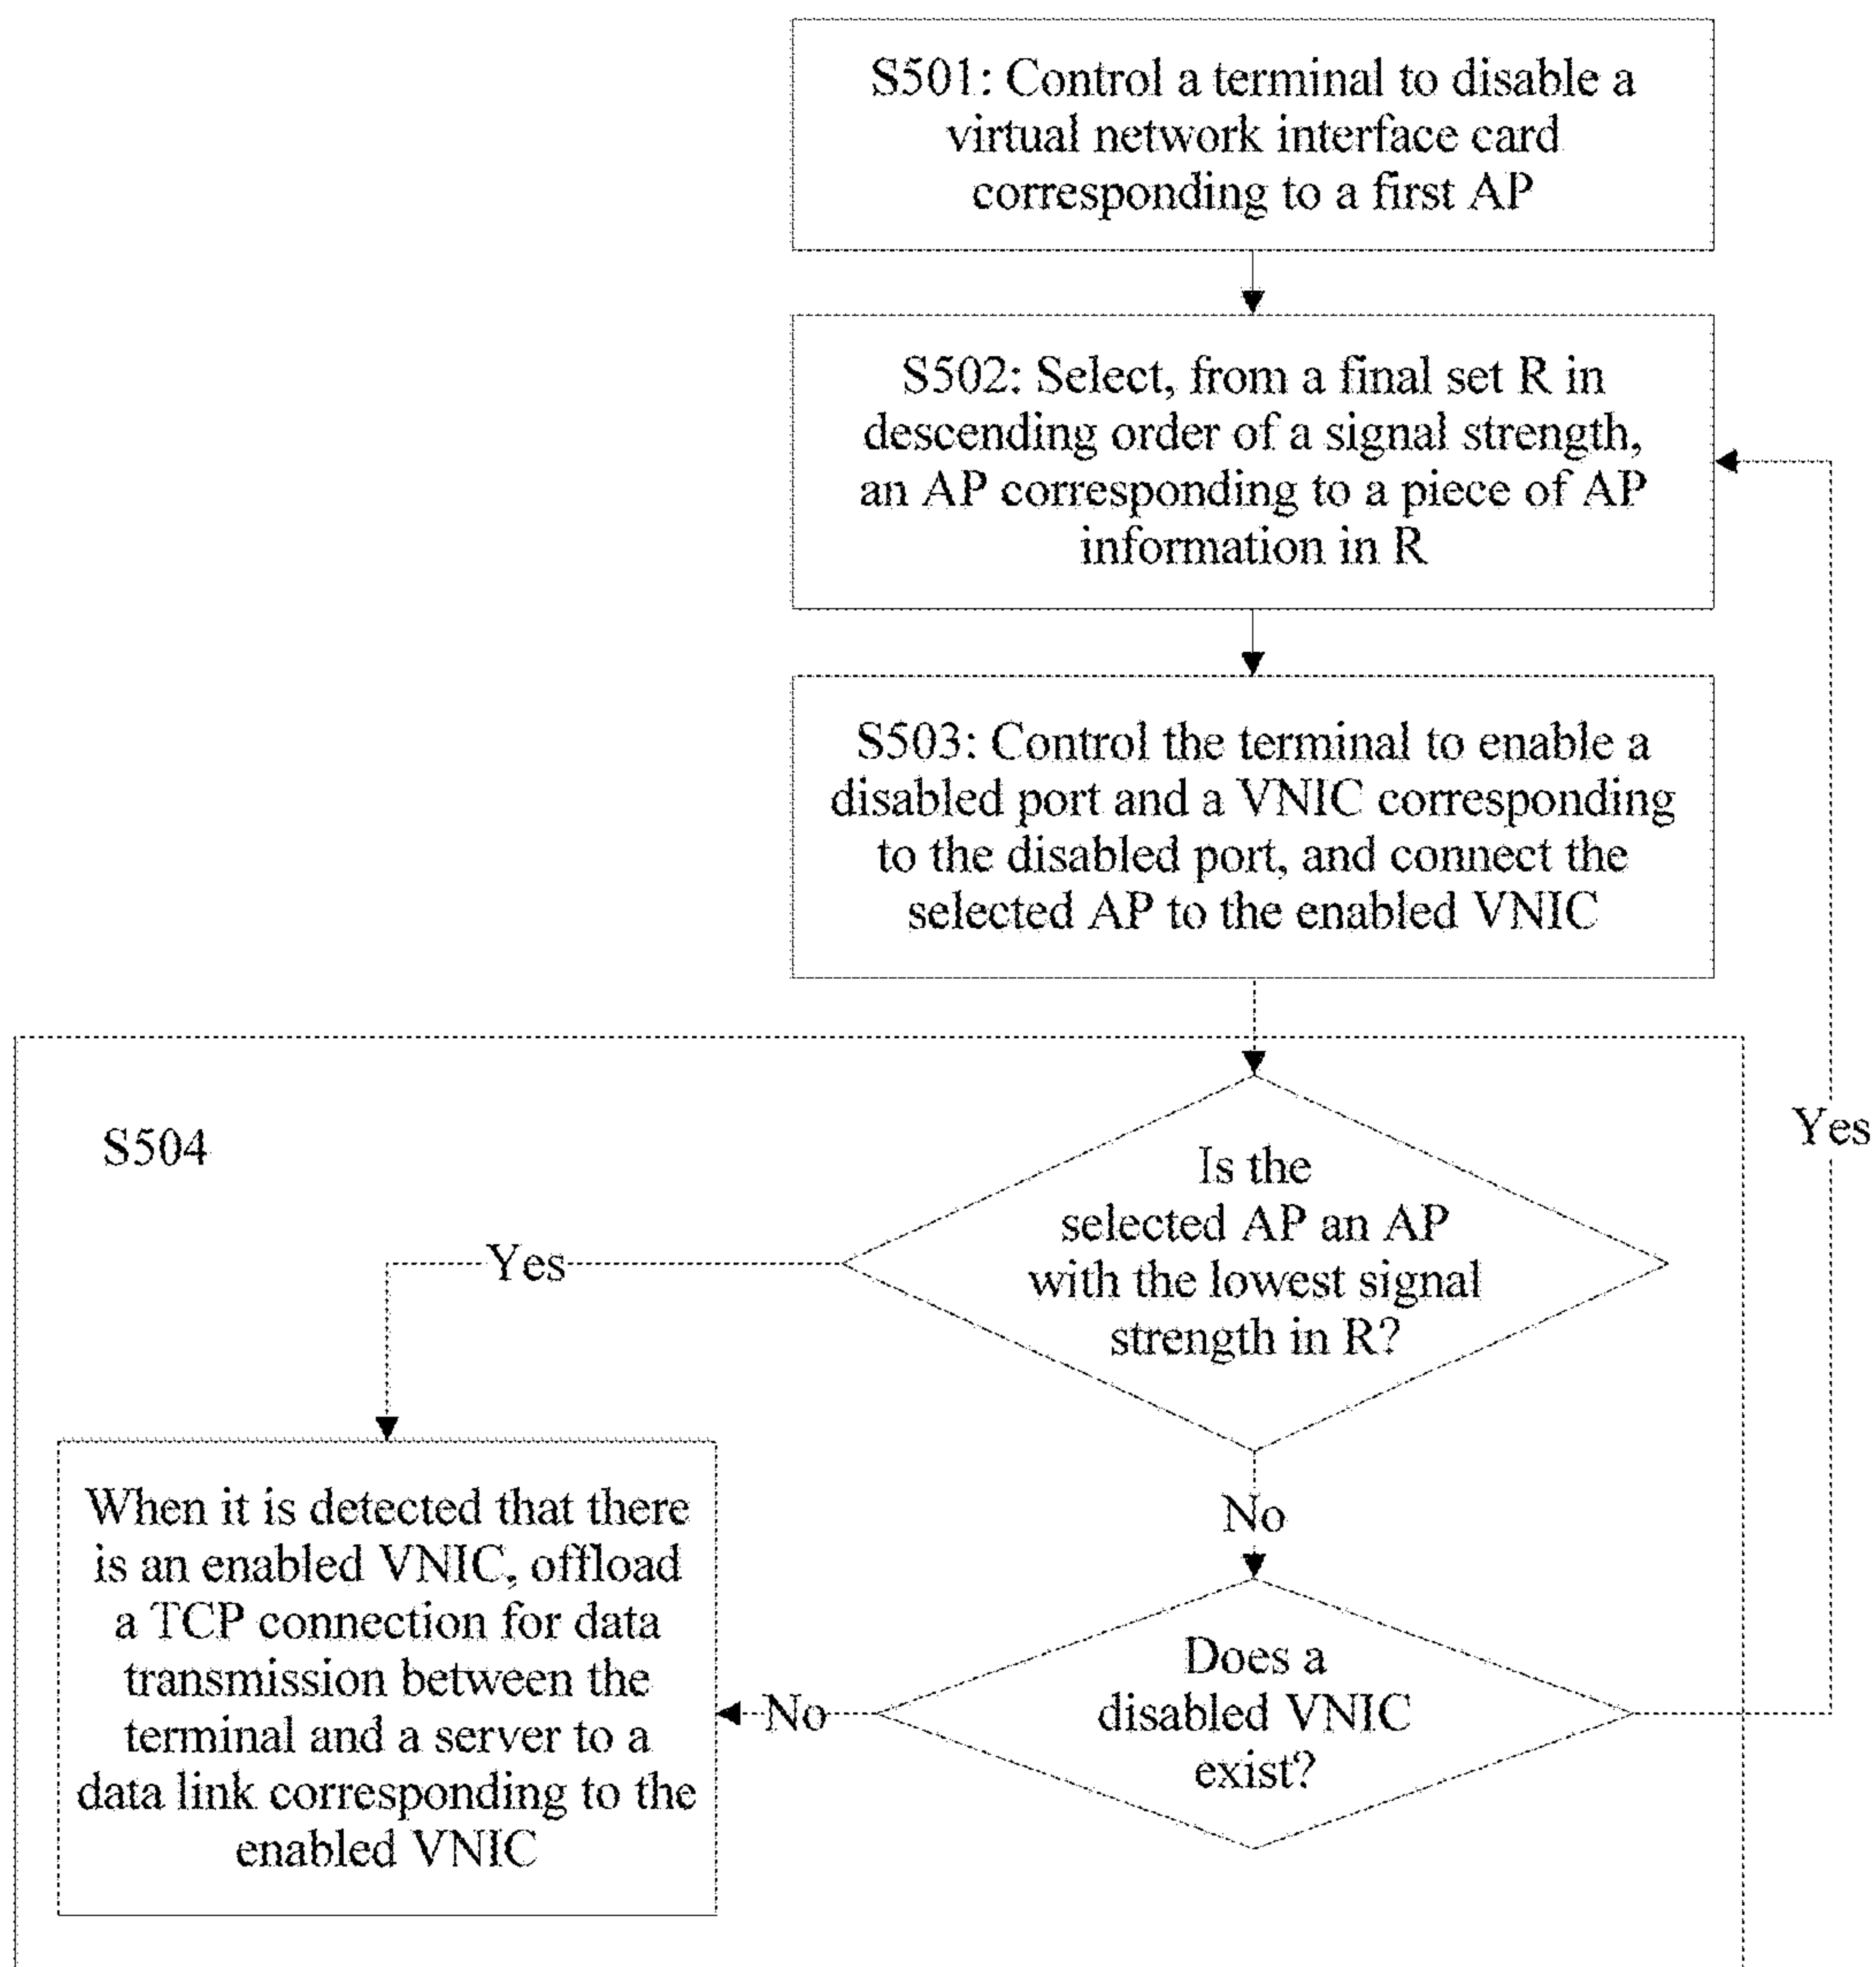 S501: Control a terminal to disable a
virtual network interface card
corresponding to a first AP
S502: Select, from a final set R in
descending order of a signal strength,
an AP corresponding to a piece of AP
information in R
S503: Control the terminal to enable a
disabled port and a VNIC corresponding
to the disabled port, and connect the
selected AP to the enabled VNIC
Yes
S504
Is the
selected AP an AP
with the lowest signal
strength in R?
Yes
No
When it is detected that there
is an enabled VNIC, offload
a TCP connection for data
transmission between the
terminal and a server to a
data link corresponding to the
enabled VNIC
No
Does a
disabled VNIC
exist?